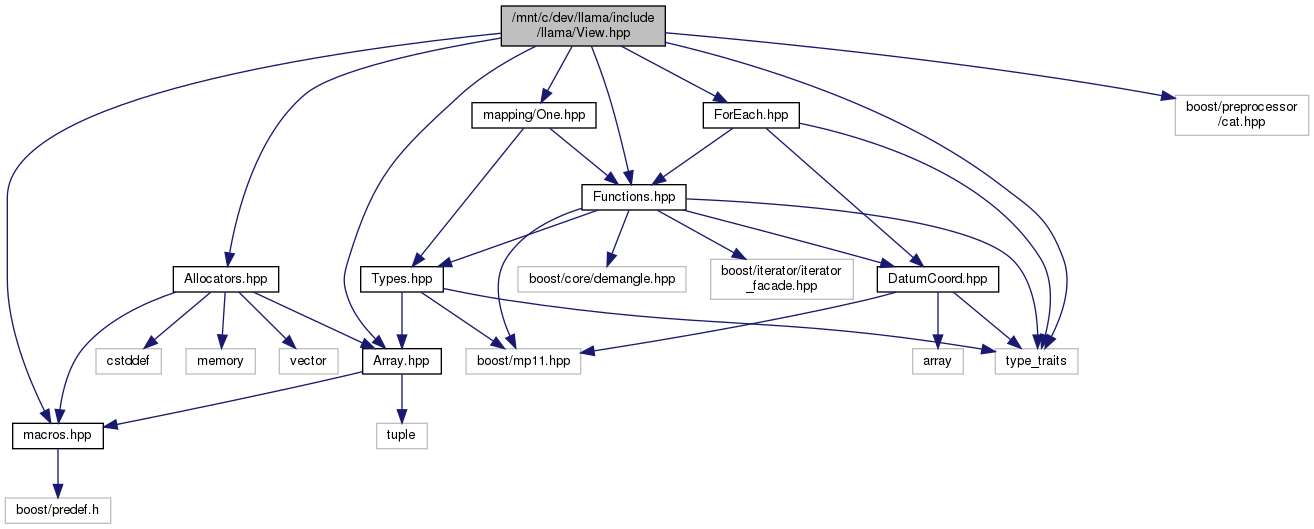 /mnt/c/dev/llama/include
/llama/View.hpp
mapping/One.hpp
ForEach.hpp
boost/preprocessor
/cat.hpp
Functions.hpp
Allocators.hpp
Types.hpp
boost/core/demangle.hpp
boost/iterator/iterator
_facade.hpp
DatumCoord.hpp
cstddef
memory
vector
Array.hpp
boost/mp11.hpp
array
type_traits
macros.hpp
tuple
boost/predef.h